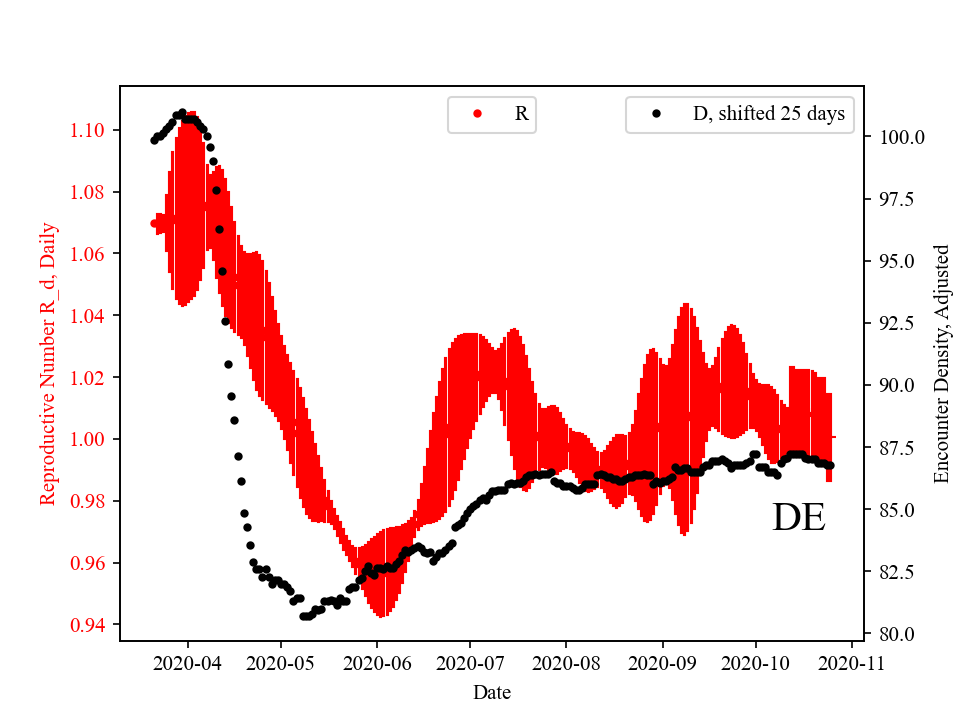 R
D, shifted 25 days
Reproductive Number R_d, Daily
1.10
1.08
1.06
1.04
1.02
1.00
0.98
0.96
0.94
100.0
97.5
95.0
92.5
90.0
87.5
85.0
82.5
80.0
Encounter Density, Adjusted
DE
2020-04 2020-05 2020-06 2020-07 2020-08 2020-09 2020-10 2020-11
Date